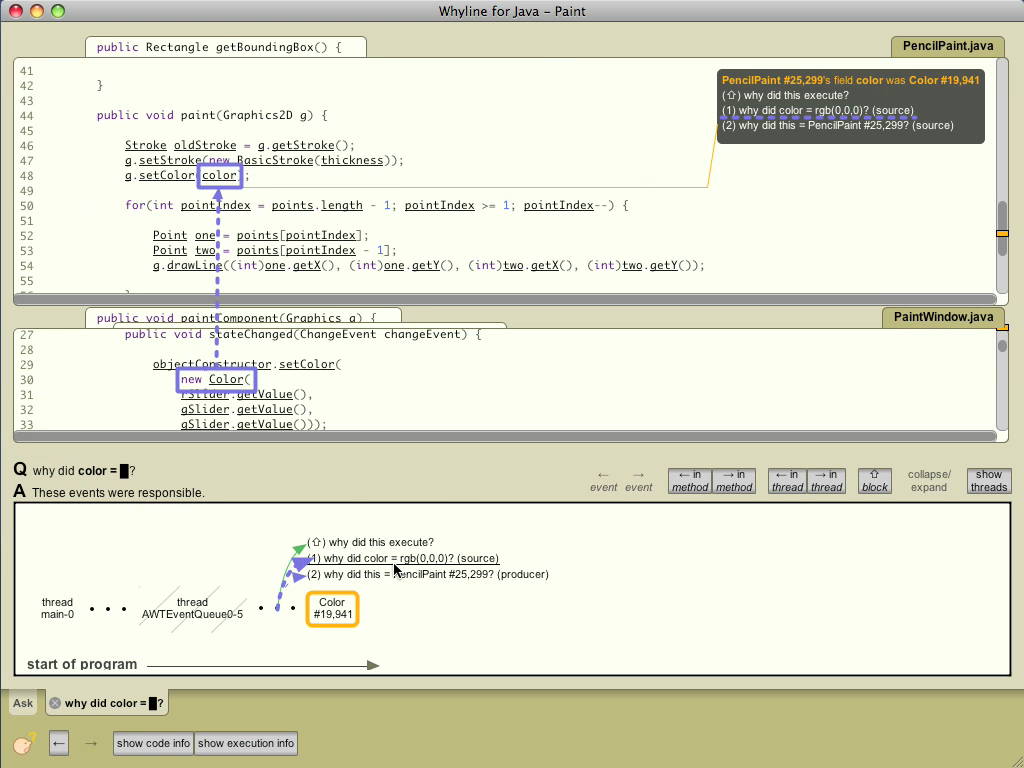 Whyline for Java - Paint
public Rectangle getBoundingBox() {
PencilPaint.java
41
42 }
43
44 public void paint(Graphics2D g) {
45
46 Stroke oldStroke = g.getStroke();
47 g.setStroke(new BasicStroke(thickness));
48 g.setColor(color);
49
50 for(int pointIndex = points.length - 1; pointIndex >= 1; pointIndex--) {
51
52 Point one = points[pointIndex];
53 Point two = points[pointIndex - 1];
54 g.drawLine((int)one.getX(), (int)one.getY(), (int)two.getX(), (int)two.getY());
55
PencilPaint #25,299's field color was Color #19,941
(⇧) why did this execute?
(1) why did color = rgb(0,0,0)? (source)
(2) why did this = PencilPaint #25,299? (source)
public void paintComponent(Graphics g) {
PaintWindow.java
27 public void stateChanged(ChangeEvent changeEvent) {
28
29 objectConstructor.setColor(
30 new Color(
31 rSlider.getValue(),
32 gSlider.getValue(),
33 gSlider.getValue()));
Q why did color = █?
A These events were responsible.
← event
→ event
← in method
→ in method
← in thread
→ in thread
⇧ block
collapse/ expand
show threads
(⇧) why did this execute?
(1) why did color = rgb(0,0,0)? (source)
(2) why did this = PencilPaint #25,299? (producer)
thread main-0
thread AWTEventQueue0-5
Color #19,941
start of program
Ask
why did color = █?
←
→
show code info
show execution info